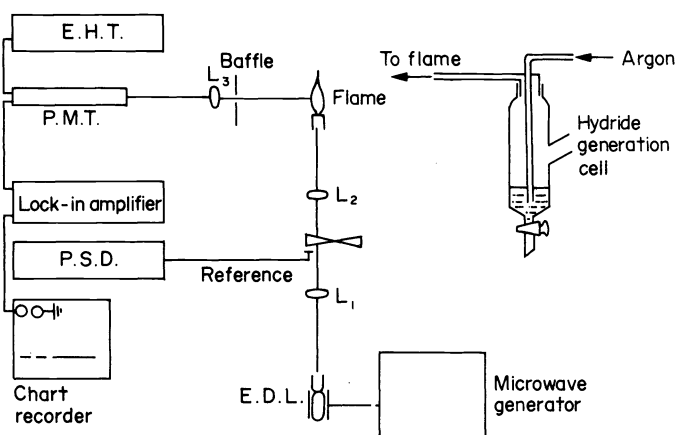 E.H.T.
P.M.T.
L3
Baffle
Flame
To flame
Argon
Hydride
generation
cell
Lock-in amplifier
L2
P.S.D.
Reference
L1
Chart
recorder
E.D.L.
Microwave
generator